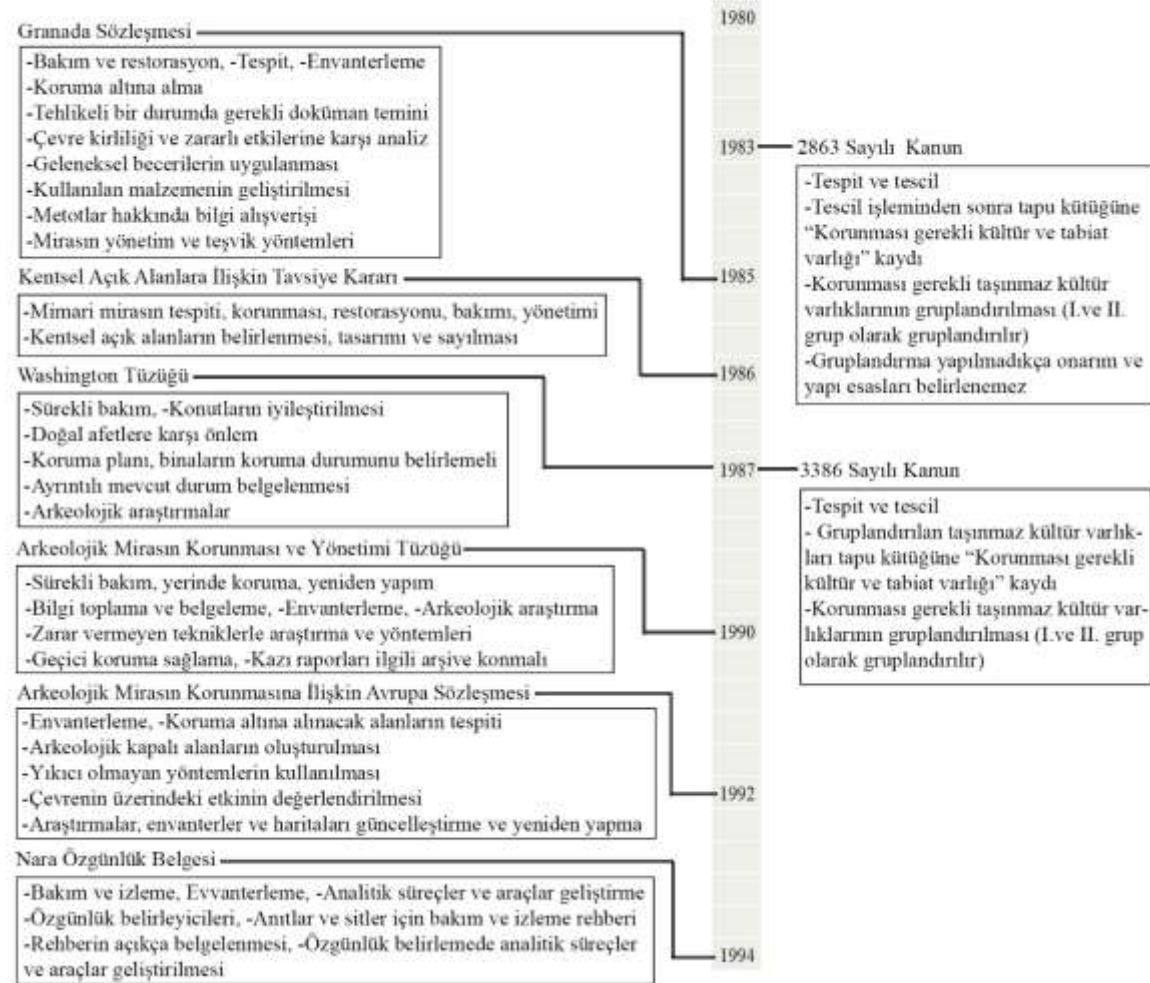 1980
Granada Sözleşmesi
-Bakım ve restorasyon, -Tespit, -Envanterleme
-Koruma altına alma
-Tehlikeli bir durumda gerekli doküman temini
-Çevre kirliliği ve zararlı etkilerine karşı analiz
-Geleneksel becerilerin uygulanması
-Kullanılan malzemenin geliştirilmesi
-Metotlar hakkında bilgi alışverişi
-Mirasın yönetim ve teşvik yöntemleri
1983
2863 Sayılı Kanun
-Tespit ve tescil
-Tescil işleminden sonra tapu kütüğüne
“Korunması gerekli kültür ve tabiat
varlığı” kaydı
-Korunması gerekli taşınmaz kültür
varlıklarının gruplandırılması (I.ve II.
grup olarak gruplandırılır)
-Gruplandırma yapılmadıkça onarım ve
yapı esasları belirlenemez
1985
Kentsel Açık Alanlara İlişkin Tavsiye Kararı
-Mimari mirasın tespiti, korunması, restorasyonu, bakımı, yönetimi
-Kentsel açık alanların belirlenmesi, tasarımı ve sayılması
1986
Washington Tüzüğü
-Sürekli bakım, -Konutların iyileştirilmesi
-Doğal afetlere karşı önlem
-Koruma planı, binaların koruma durumunu belirlemeli
-Ayrıntılı mevcut durum belgelenmesi
-Arkeolojik araştırmalar
1987
3386 Sayılı Kanun
-Tespit ve tescil
- Gruplandırılan taşınmaz kültür varlık-
ları tapu kütüğüne “Korunması gerekli
kültür ve tabiat varlığı” kaydı
-Korunması gerekli taşınmaz kültür var-
lıklarının gruplandırılması (I.ve II. grup
olarak gruplandırılır)
Arkeolojik Mirasın Korunması ve Yönetimi Tüzüğü
-Sürekli bakım, yerinde koruma, yeniden yapım
-Bilgi toplama ve belgeleme, -Envanterleme, -Arkeolojik araştırma
-Zarar vermeyen tekniklerle araştırma ve yöntemleri
-Geçici koruma sağlama, -Kazı raporları ilgili arşive konmalı
1990
Arkeolojik Mirasın Korunmasına İlişkin Avrupa Sözleşmesi
-Envanterleme, -Koruma altına alınacak alanların tespiti
-Arkeolojik kapalı alanların oluşturulması
-Yıkıcı olmayan yöntemlerin kullanılması
-Çevrenin üzerindeki etkinin değerlendirilmesi
-Araştırmalar, envanterler ve haritaları güncelleştirme ve yeniden yapma
1992
Nara Özgünlük Belgesi
-Bakım ve izleme, Evvanterleme, -Analitik süreçler ve araçlar geliştirme
-Özgünlük belirleyicileri, -Anıtlar ve sitler için bakım ve izleme rehberi
-Rehberin açıkça belgelenmesi, -Özgünlük belirlemede analitik süreçler
ve araçlar geliştirilmesi
1994